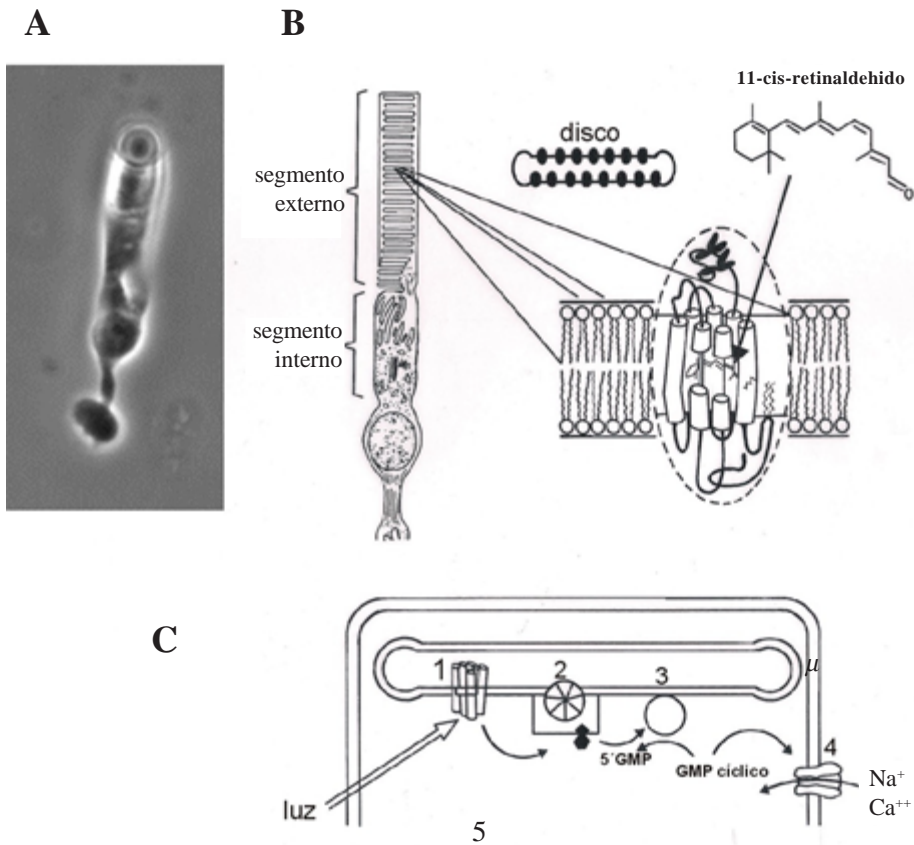 A
B
11-cis-retinaldehido
disco
segmento
externo
O
segmento
interno
C
1
2
3
μ
5´GMP
GMP cíclico
4
Na⁺
Ca⁺⁺
luz
5